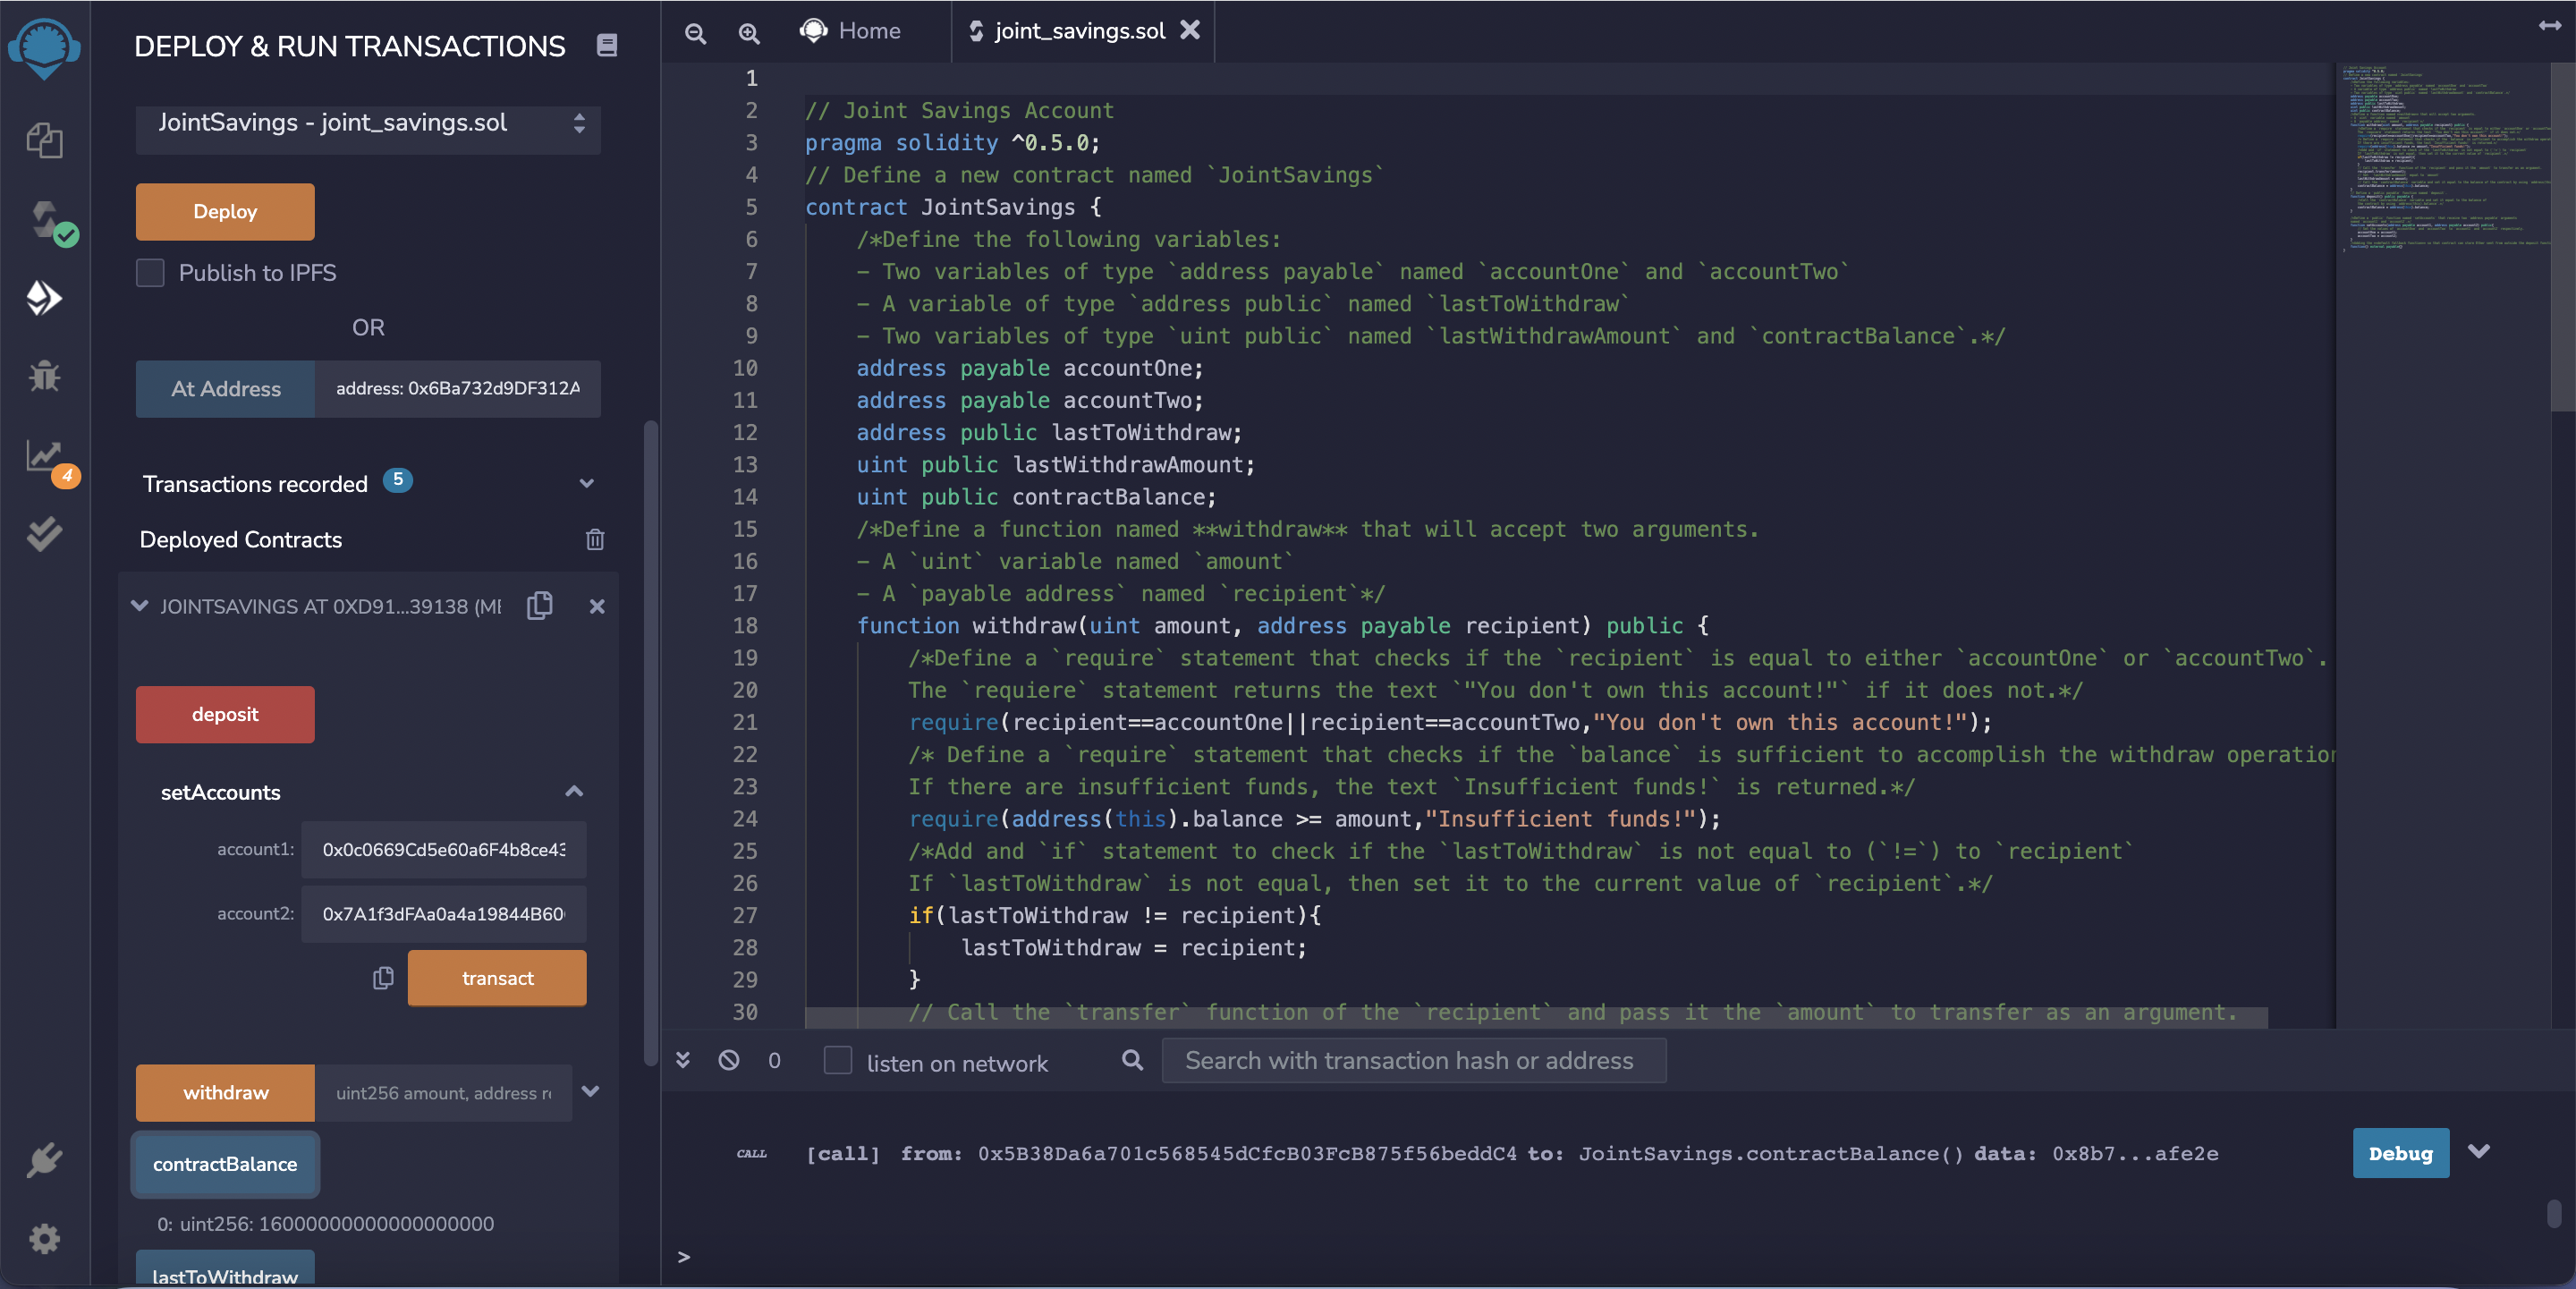 DEPLOY & RUN TRANSACTIONS
JointSavings - joint_savings.sol
Deploy
Publish to IPFS
OR
At Address
address: 0x6Ba732d9DF312A
4
Transactions recorded 5
Deployed Contracts
JOINTSAVINGS AT 0XD91...39138 (ME
deposit
setAccounts
account1: 0x0c0669Cd5e60a6F4b8ce43
account2: 0x7A1f3dFAa0a4a19844B60
transact
withdraw
uint256 amount, address re
contractBalance
0: uint256: 16000000000000000000
lastToWithdraw
Home
joint_savings.sol
1
2 // Joint Savings Account
3 pragma solidity ^0.5.0;
4 // Define a new contract named `JointSavings`
5 contract JointSavings {
6 /*Define the following variables:
7 - Two variables of type `address payable` named `accountOne` and `accountTwo`
8 - A variable of type `address public` named `lastToWithdraw`
9 - Two variables of type `uint public` named `lastWithdrawAmount` and `contractBalance`.*/
10 address payable accountOne;
11 address payable accountTwo;
12 address public lastToWithdraw;
13 uint public lastWithdrawAmount;
14 uint public contractBalance;
15 /*Define a function named **withdraw** that will accept two arguments.
16 - A `uint` variable named `amount`
17 - A `payable address` named `recipient`*/
18 function withdraw(uint amount, address payable recipient) public {
19 /*Define a `require` statement that checks if the `recipient` is equal to either `accountOne` or `accountTwo`.
20 The `requiere` statement returns the text `"You don't own this account!"` if it does not.*/
21 require(recipient==accountOne||recipient==accountTwo,"You don't own this account!");
22 /* Define a `require` statement that checks if the `balance` is sufficient to accomplish the withdraw operation
23 If there are insufficient funds, the text `Insufficient funds!` is returned.*/
24 require(address(this).balance >= amount,"Insufficient funds!");
25 /*Add and `if` statement to check if the `lastToWithdraw` is not equal to (`!=`) to `recipient`
26 If `lastToWithdraw` is not equal, then set it to the current value of `recipient`.*/
27 if(lastToWithdraw != recipient){
28 lastToWithdraw = recipient;
29 }
30 // Call the `transfer` function of the `recipient` and pass it the `amount` to transfer as an argument.
0
listen on network
Search with transaction hash or address
CALL [call] from: 0x5B38Da6a701c568545dCfcB03FcB875f56beddC4 to: JointSavings.contractBalance() data: 0x8b7...afe2e
Debug
>